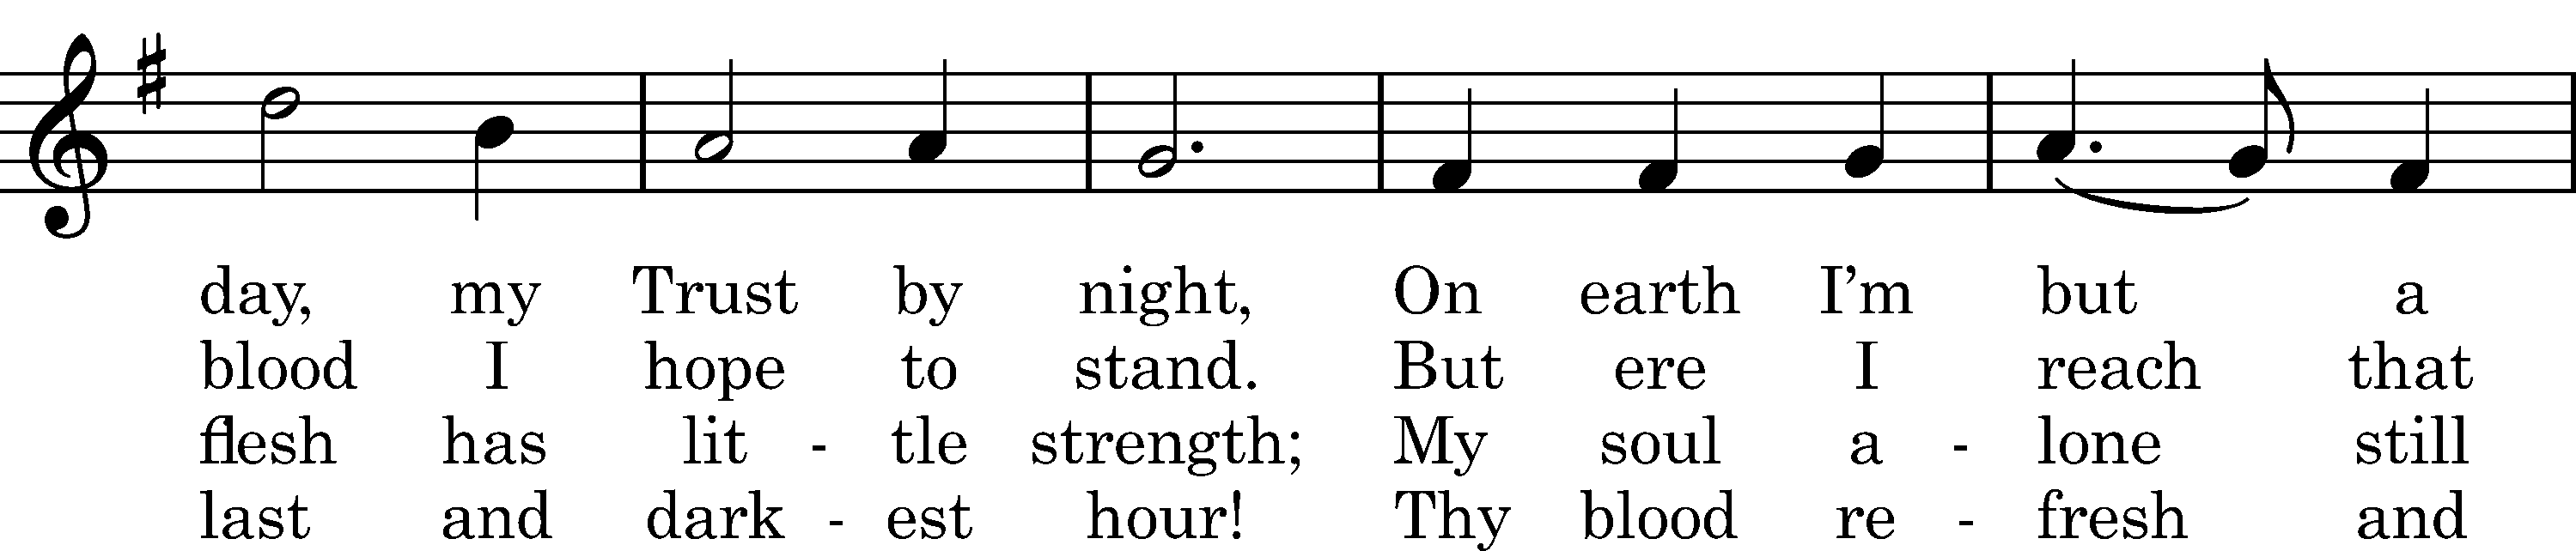 day, my Trust by night, On earth I’m but a
blood I hope to stand. But ere I reach that
flesh has lit - tle strength; My soul a - lone still
last and dark - est hour! Thy blood re - fresh and